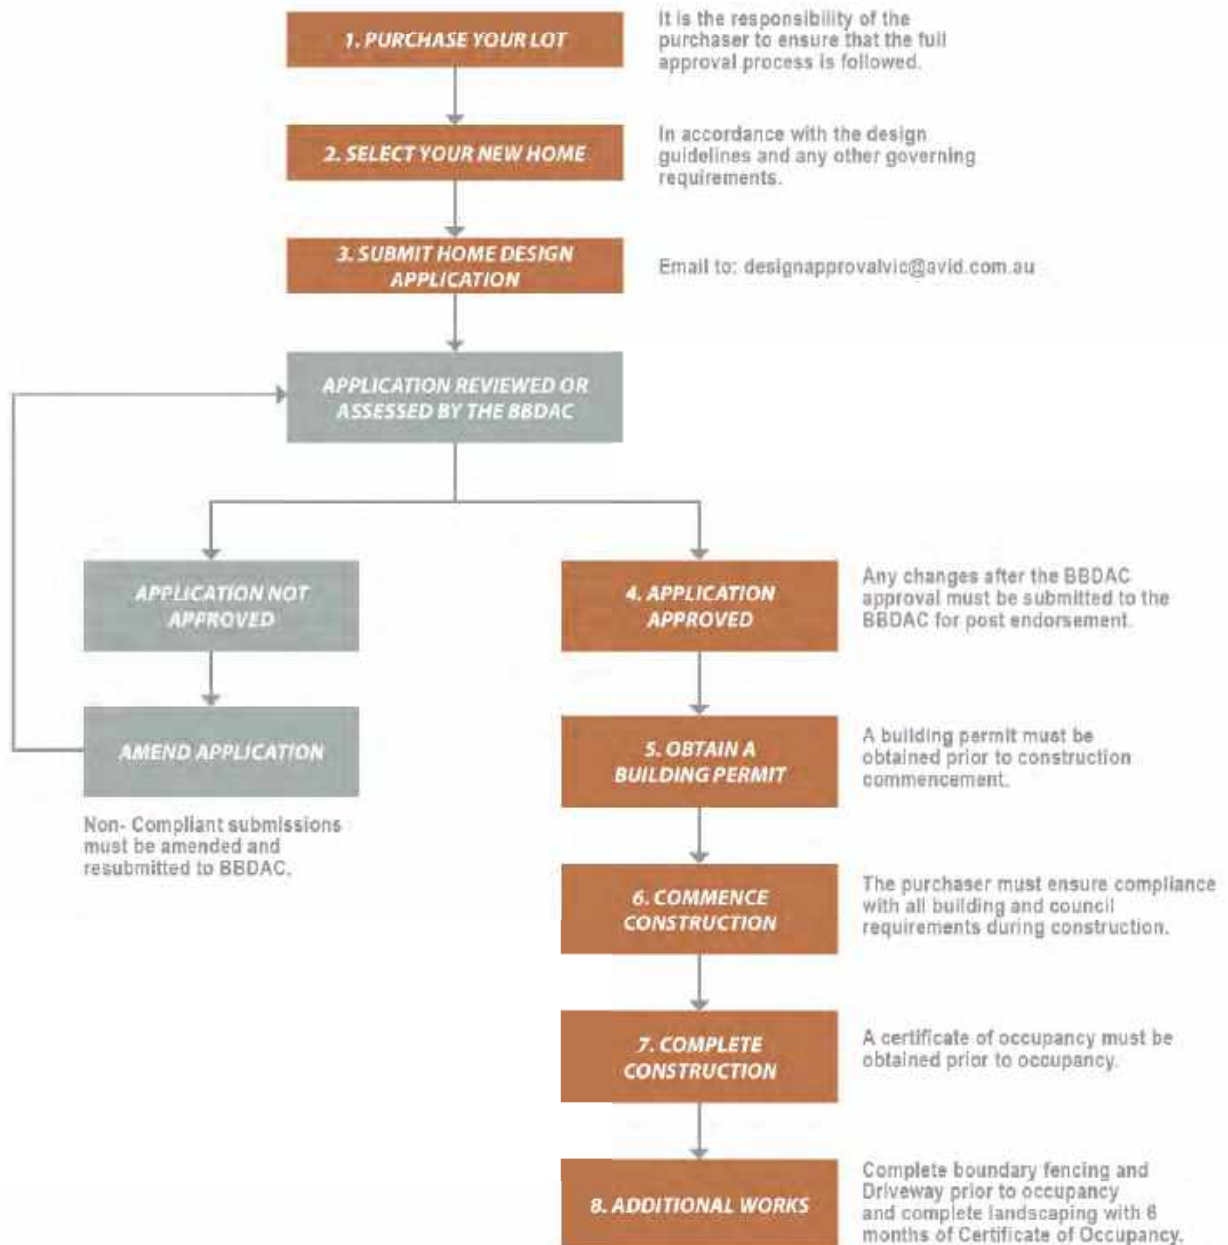 1. PURCHASE YOUR LOT
It is the responsibility of the
purchaser to ensure that the full
approval process is followed.
2. SELECT YOUR NEW HOME
In accordance with the design
guidelines and any other governing
requirements.
3. SUBMIT HOME DESIGN
APPLICATION
Email to: designapprovalvic@avid.com.au
APPLICATION REVIEWED OR
ASSESSED BY THE BBDAC
APPLICATION NOT
APPROVED
AMEND APPLICATION
Non- Compliant submissions
must be amended and
resubmitted to BBDAC.
4. APPLICATION
APPROVED
Any changes after the BBDAC
approval must be submitted to the
BBDAC for post endorsement.
5. OBTAIN A
BUILDING PERMIT
A building permit must be
obtained prior to construction
commencement.
6. COMMENCE
CONSTRUCTION
The purchaser must ensure compliance
with all building and council
requirements during construction.
7. COMPLETE
CONSTRUCTION
A certificate of occupancy must be
obtained prior to occupancy.
8. ADDITIONAL WORKS
Complete boundary fencing and
Driveway prior to occupancy
and complete landscaping with 6
months of Certificate of Occupancy.